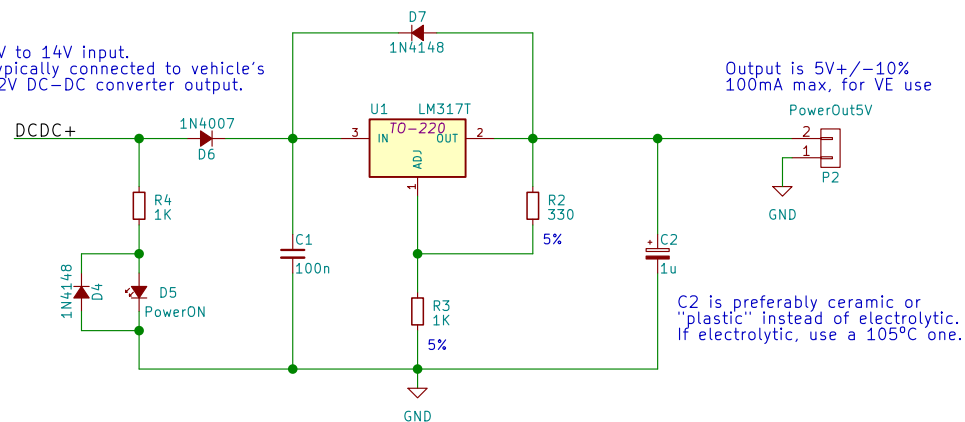 D7
1N4148
V to 14V input.
ypically connected to vehicle's
2V DC-DC converter output.
Output is 5V+/-10%
100mA max, for VE use
PowerOut5V
DCDC+
1N4007
D6
U1
LM317T
TO-220
3
IN
OUT
2
ADJ
1
2
1
P2
GND
R4
1K
R2
330
5%
C1
100n
C2
+
1u
1N4148
D4
D5
PowerON
R3
1K
5%
C2 is preferably ceramic or
"plastic" instead of electrolytic.
If electrolytic, use a 105ºC one.
GND